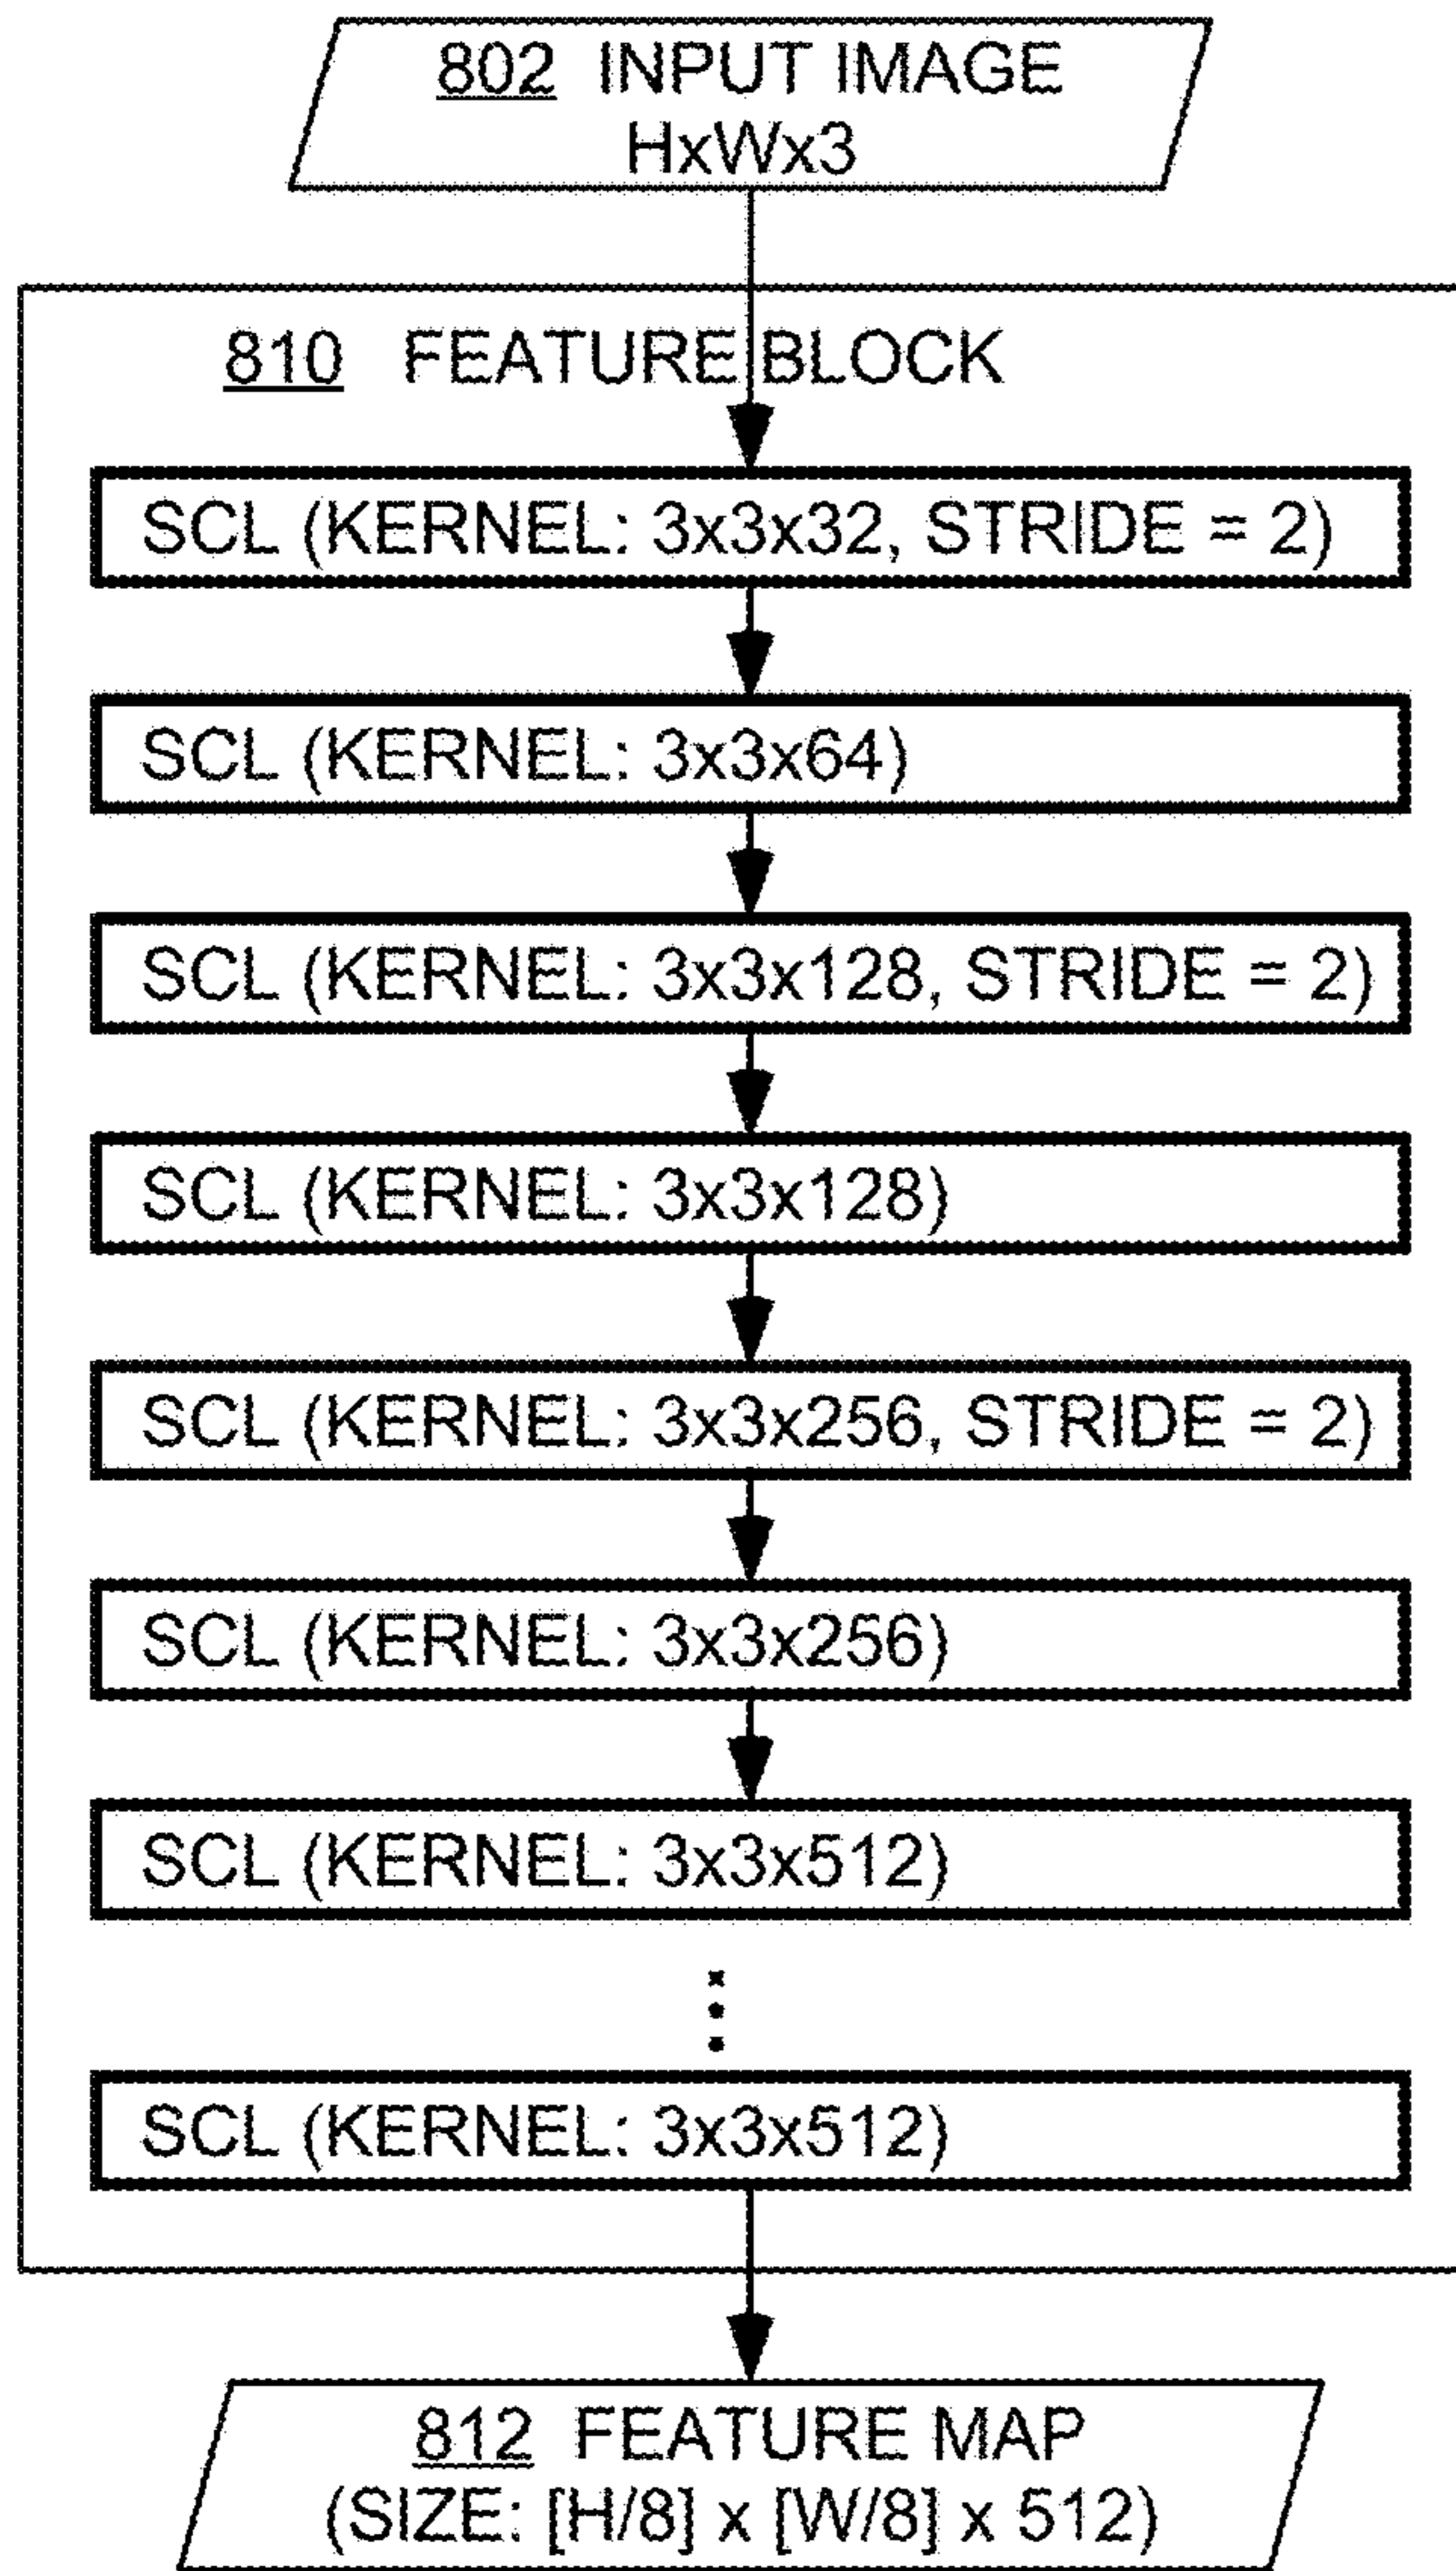 802 INPUT IMAGE
HxWx3
810 FEATURE BLOCK
SCL (KERNEL: 3x3x32, STRIDE = 2)
SCL (KERNEL: 3x3x64)
SCL (KERNEL: 3x3x128, STRIDE = 2)
SCL (KERNEL: 3x3x128)
SCL (KERNEL: 3x3x256, STRIDE = 2)
SCL (KERNEL: 3x3x256)
SCL (KERNEL: 3x3x512)
SCL (KERNEL: 3x3x512)
812 FEATURE MAP
(SIZE: [H/8] x [W/8] x 512)